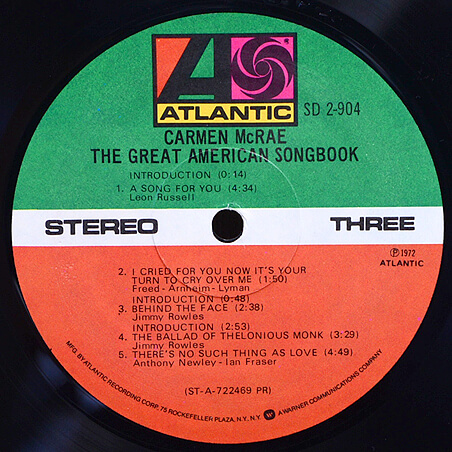 ATLANTIC
SD 2-904
CARMEN McRAE
THE GREAT AMERICAN SONGBOOK
INTRODUCTION (0:14)
1. A SONG FOR YOU (4:34)
Leon Russell
STEREO
THREE
Ⓟ1972
ATLANTIC
2. I CRIED FOR YOU NOW IT'S YOUR
TURN TO CRY OVER ME (1:50)
Freed - Arnheim - Lyman
INTRODUCTION (0:48)
3. BEHIND THE FACE (2:38)
Jimmy Rowles
INTRODUCTION (2:53)
4. THE BALLAD OF THELONIOUS MONK (3:29)
Jimmy Rowles
5. THERE'S NO SUCH THING AS LOVE (4:49)
Anthony Newley - Ian Fraser
(ST-A-722469 PR)
MFG. BY ATLANTIC RECORDING CORP., 75 ROCKEFELLER PLAZA, N.Y. N.Y. A WARNER COMMUNICATIONS COMPANY